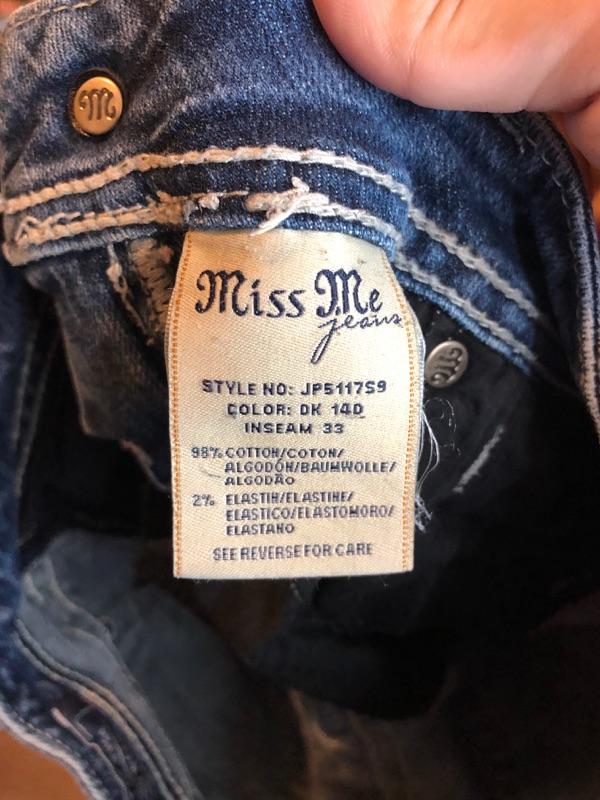 M
Miss Me
jeans
STYLE NO: JP5117S9
COLOR: DK 14D
INSEAM 33
98% COTTON/COTON/
ALGODÓN/BAUMWOLLE/
ALGODÃO
2% ELASTIN/ELASTINE/
ELASTICO/ELASTOMORO/
ELASTANO
SEE REVERSE FOR CARE
M